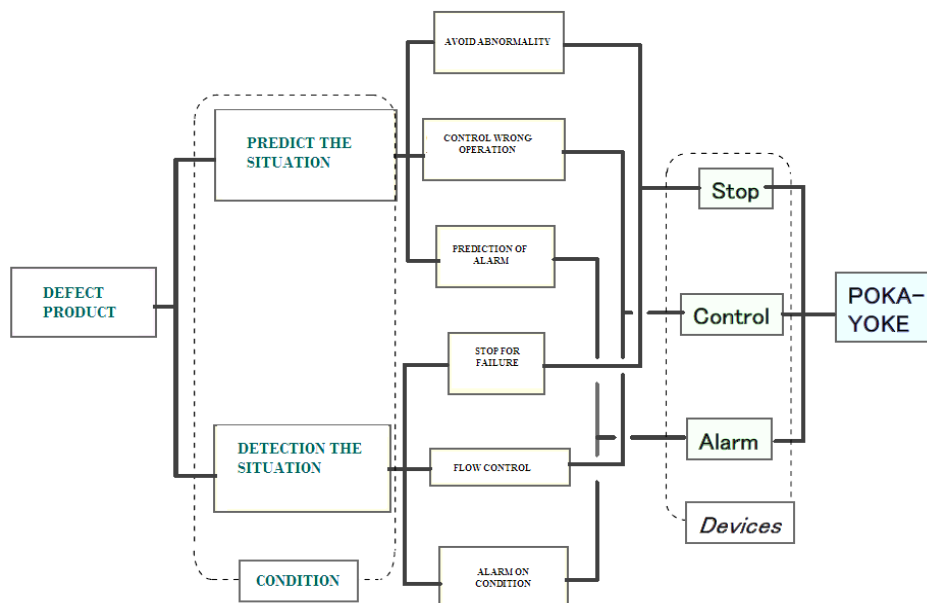 AVOID ABNORMALITY
PREDICT THE
SITUATION
CONTROL WRONG
OPERATION
Stop
PREDICTION OF
ALARM
DEFECT
PRODUCT
Control
POKA-
YOKE
STOP FOR
FAILURE
DETECTION THE
SITUATION
FLOW CONTROL
Alarm
Devices
CONDITION
ALARM ON
CONDITION